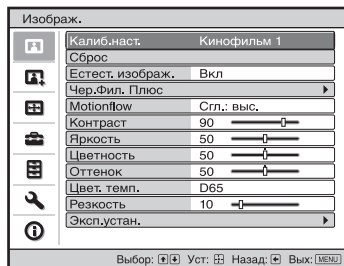 Изображ.
Калиб.наст. Кинофильм 1
Сброс
Естест. изображ. Вкл
Чер.Фил. Плюс
Motionflow Сгл.: выс.
Контраст 90
Яркость 50
Цветность 50
Оттенок 50
Цвет. темп. D65
Резкость 10
Эксп.устан.
Выбор: Уст: Назад: Вых: MENU